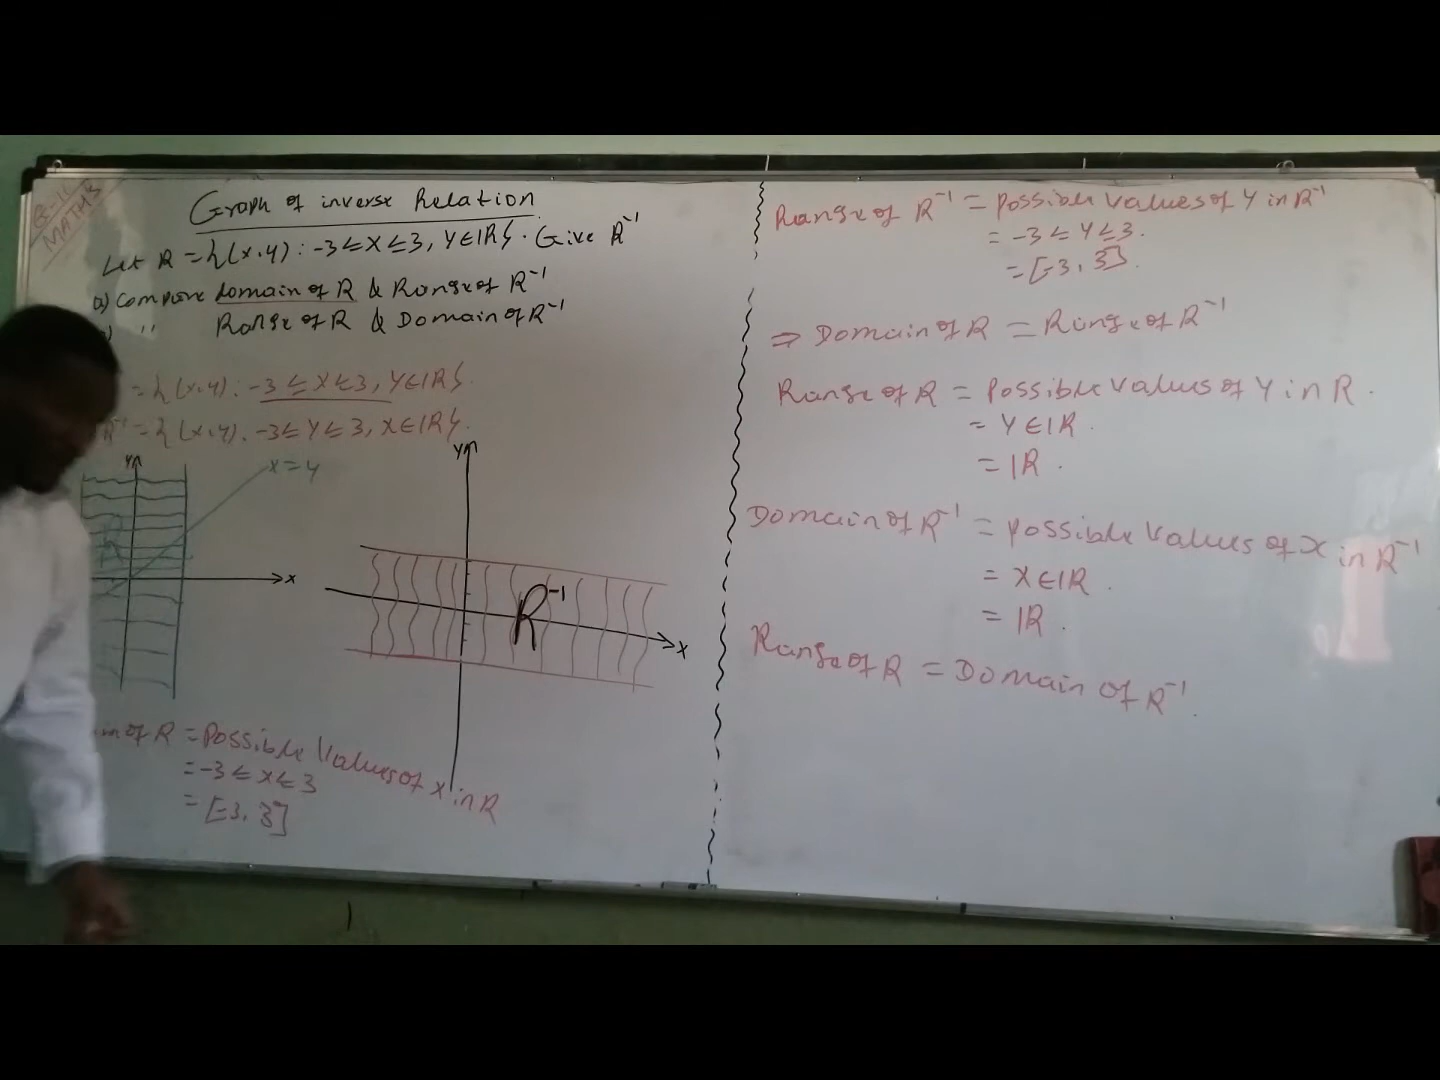 G-11
MATHS
Graph of inverse Relation
Let R = {(x,y): -3 ≤ x ≤ 3, y ∈ IR}. Give R⁻¹
a) Compare domain of R & Range of R⁻¹
) '' Range of R & Domain of R⁻¹
= {(x,y): -3 ≤ x ≤ 3, y ∈ IR}.
R⁻¹ = {(x,y). -3 ≤ y ≤ 3, x ∈ IR}.
y
x = y
R
x
y
R⁻¹
x
in of R = Possible Values of x in R
= -3 ≤ x ≤ 3
= [-3, 3]
Range of R⁻¹ = possible values of y in R⁻¹
= -3 ≤ y ≤ 3.
= [-3, 3].
⇒ Domain of R = Range of R⁻¹
Range of R = possible values of y in R.
= y ∈ IR.
= IR.
Domain of R⁻¹ = possible values of x in R⁻¹
= x ∈ IR.
= IR.
Range of R = Domain of R⁻¹.